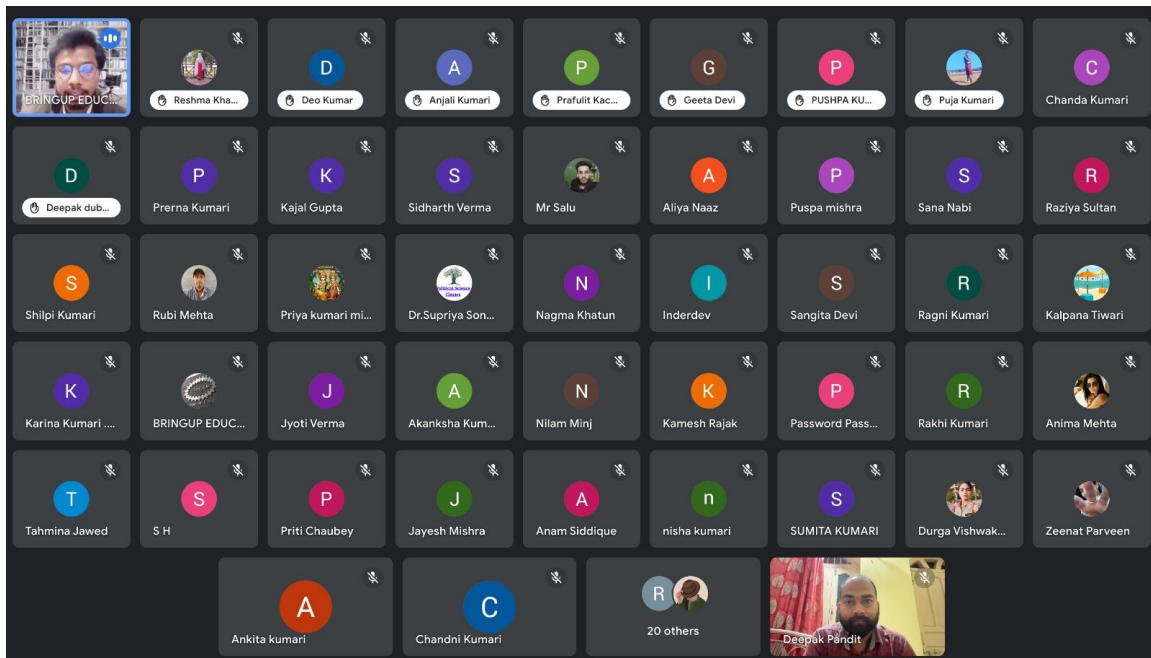 BRINGUP EDUC...
Reshma Kha...
D
Deo Kumar
A
Anjali Kumari
P
Prafulit Kac...
G
Geeta Devi
P
PUSHPA KU...
Puja Kumari
C
Chanda Kumari
D
Deepak dub...
P
Prerna Kumari
K
Kajal Gupta
S
Sidharth Verma
Mr Salu
A
Aliya Naaz
P
Puspa mishra
S
Sana Nabi
R
Raziya Sultan
S
Shilpi Kumari
Rubi Mehta
Priya kumari mi...
Political Science
Classes
Dr.Supriya Son...
N
Nagma Khatun
I
Inderdev
S
Sangita Devi
R
Ragni Kumari
Kalpana Tiwari
K
Karina Kumari ....
BRINGUP EDUC...
J
Jyoti Verma
A
Akanksha Kum...
N
Nilam Minj
K
Kamesh Rajak
P
Password Pass...
R
Rakhi Kumari
Anima Mehta
T
Tahmina Jawed
S
S H
P
Priti Chaubey
J
Jayesh Mishra
A
Anam Siddique
n
nisha kumari
S
SUMITA KUMARI
Durga Vishwak...
Zeenat Parveen
A
Ankita kumari
C
Chandni Kumari
R
20 others
Deepak Pandit